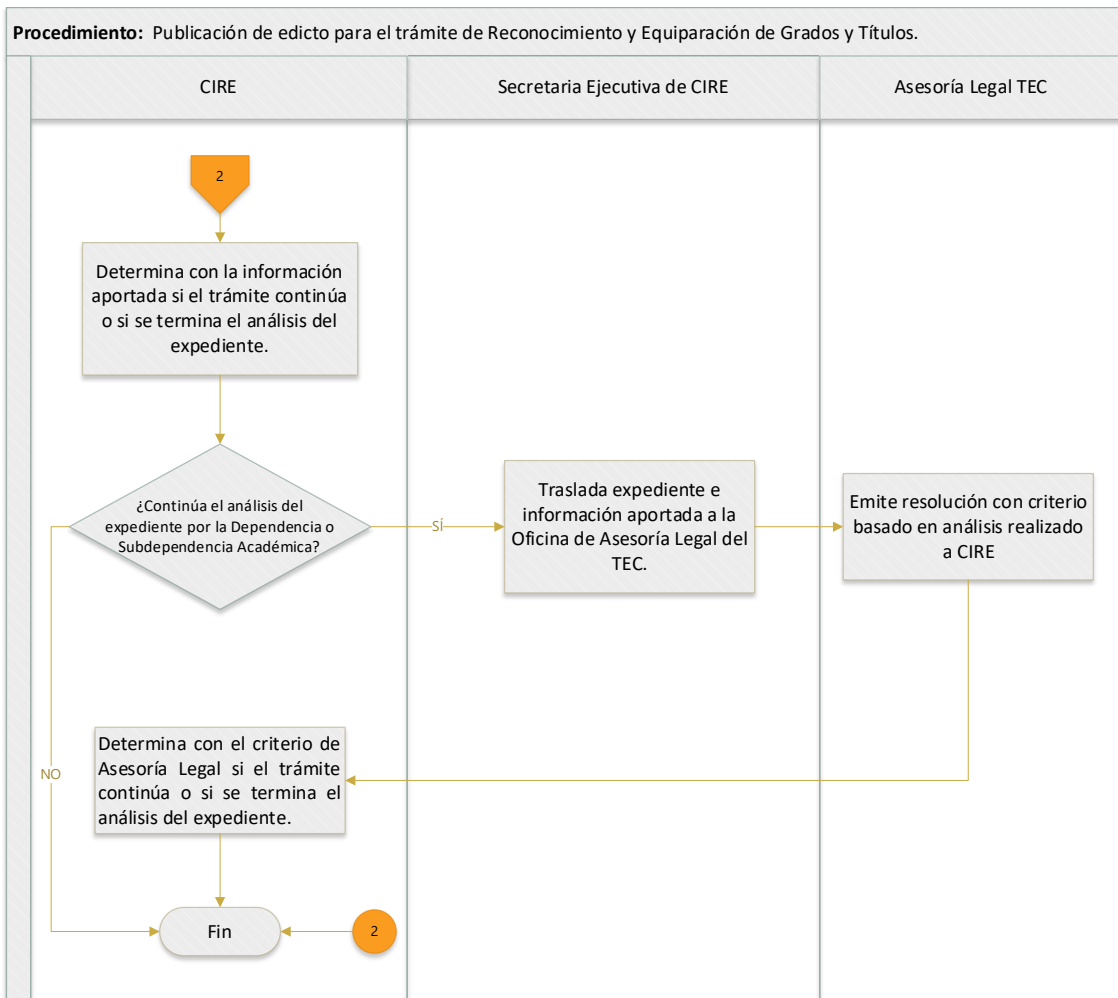 Procedimiento: Publicación de edicto para el trámite de Reconocimiento y Equiparación de Grados y Títulos.
CIRE
Secretaria Ejecutiva de CIRE
Asesoría Legal TEC
2
Determina con la información
aportada si el trámite continúa
o si se termina el análisis del
expediente.
¿Continúa el análisis del
expediente por la Dependencia o
Subdependencia Académica?
SÍ
Traslada expediente e
información aportada a la
Oficina de Asesoría Legal del
TEC.
Emite resolución con criterio
basado en análisis realizado
a CIRE
NO
Determina con el criterio de
Asesoría Legal si el trámite
continúa o si se termina el
análisis del expediente.
Fin
2